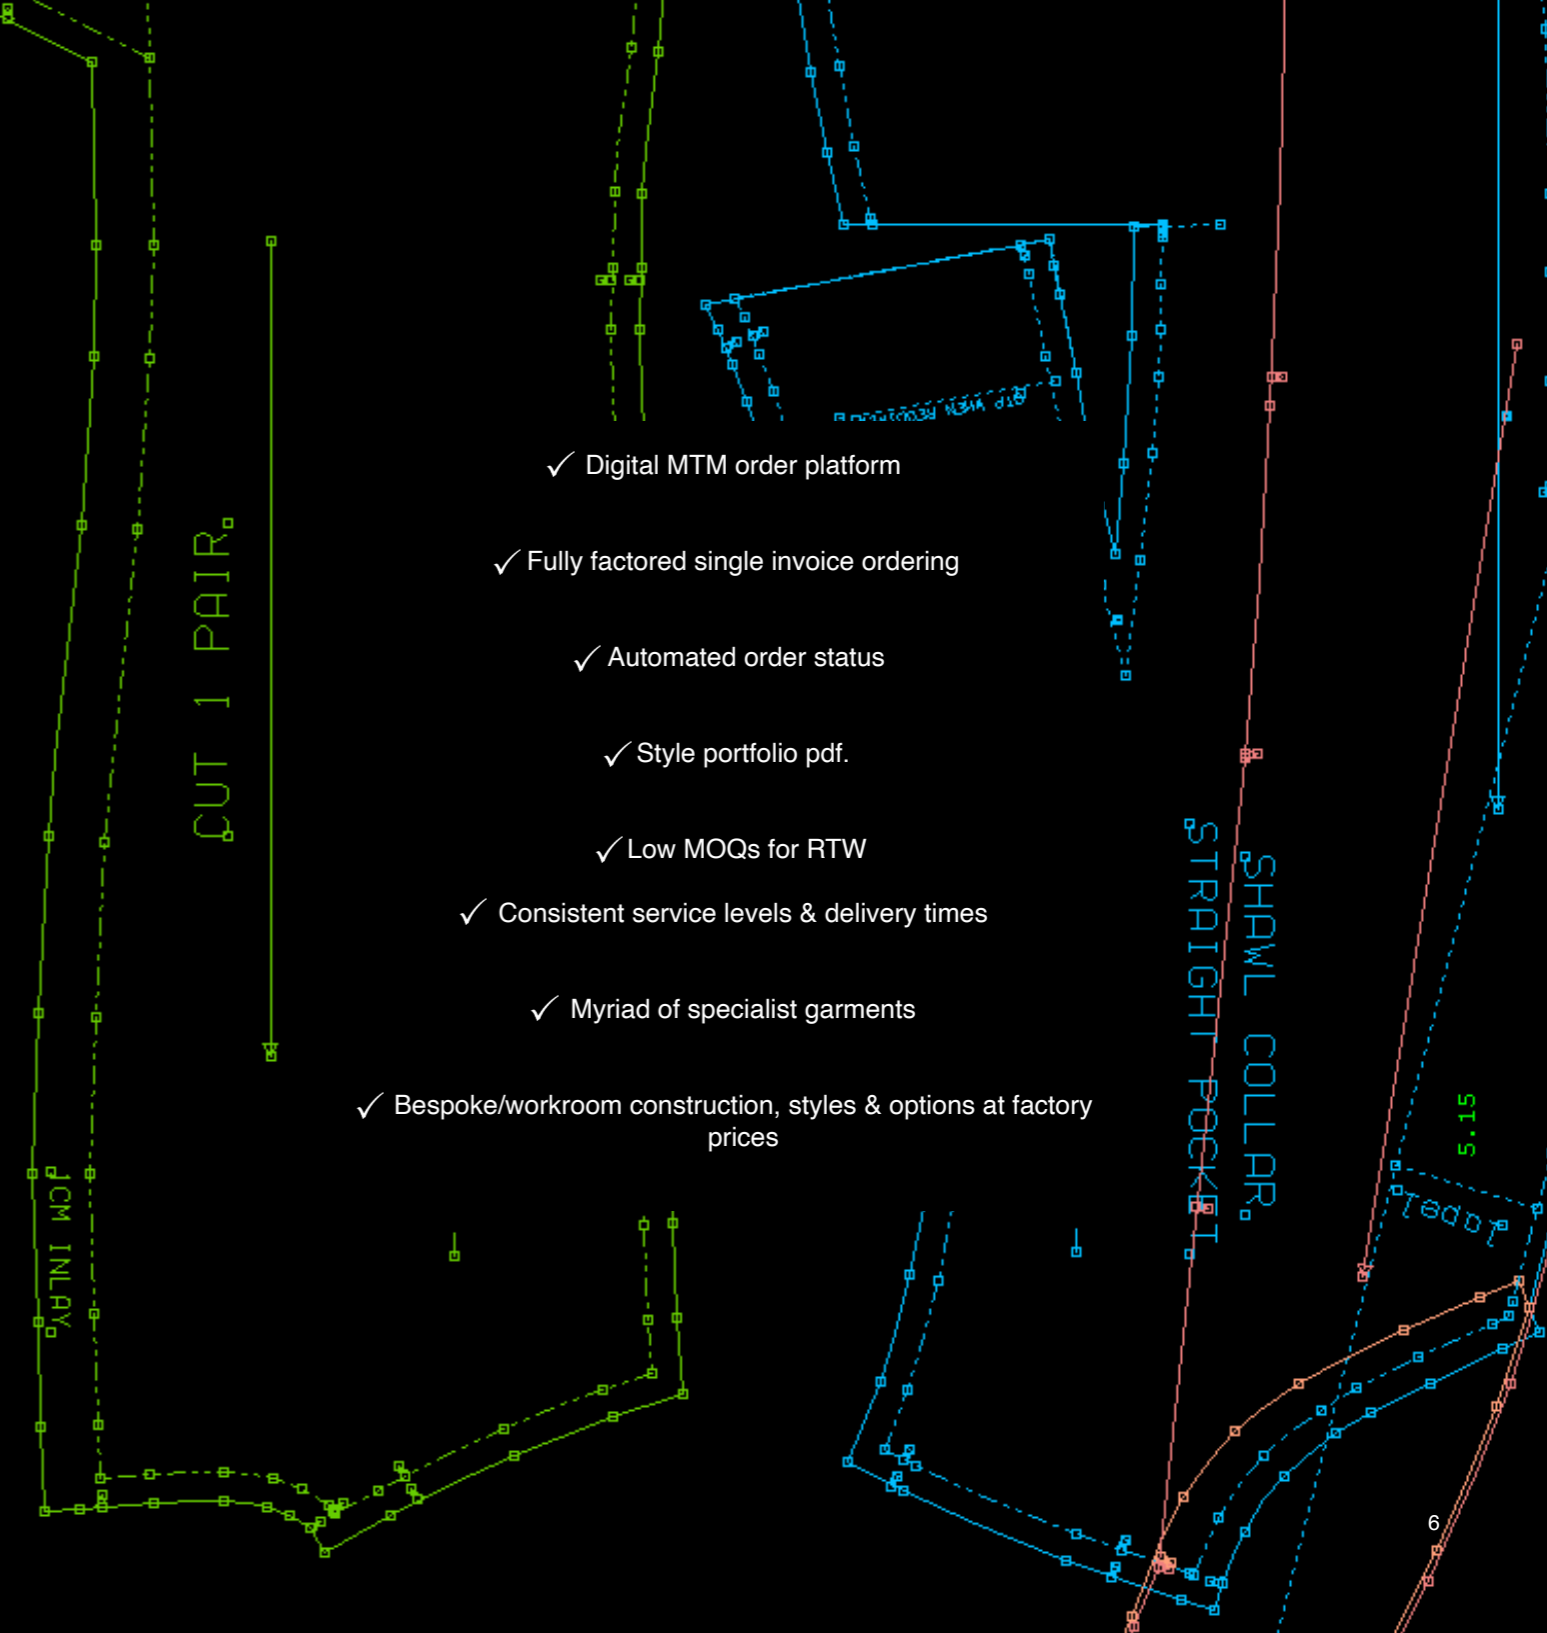 ✓ Digital MTM order platform
✓ Fully factored single invoice ordering
✓ Automated order status
✓ Style portfolio pdf.
✓ Low MOQs for RTW
✓ Consistent service levels & delivery times
✓ Myriad of specialist garments
✓ Bespoke/workroom construction, styles & options at factory
prices
CUT 1 PAIR.
1CM INLAY
STRAIGHT POCKET
SHAWL COLLAR
5.15
label
6